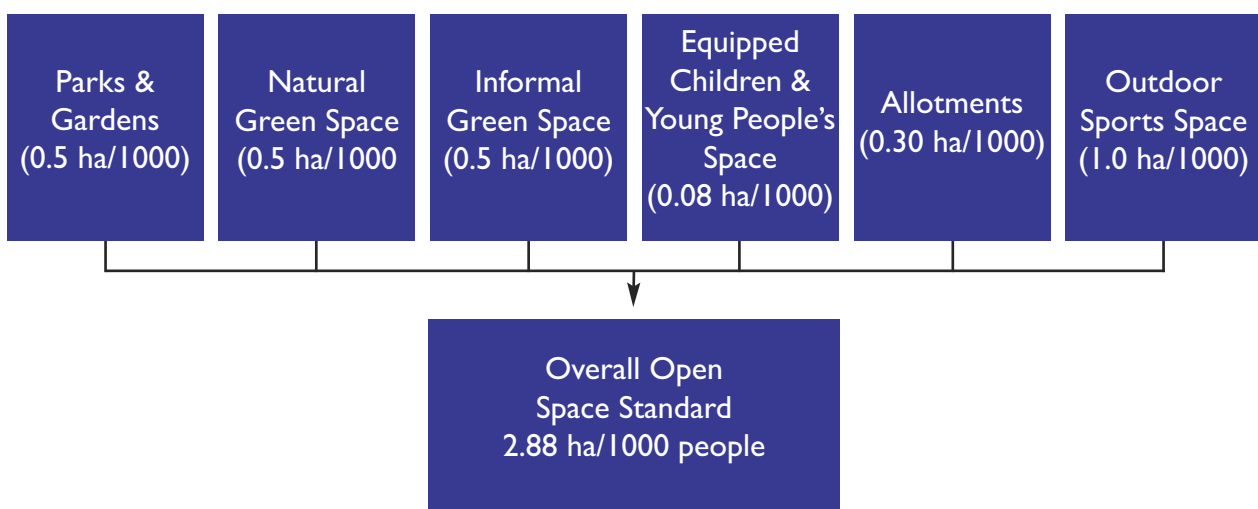 Parks &
Gardens
(0.5 ha/1000)
Natural
Green Space
(0.5 ha/1000
Informal
Green Space
(0.5 ha/1000)
Equipped
Children &
Young People's
Space
(0.08 ha/1000)
Allotments
(0.30 ha/1000)
Outdoor
Sports Space
(1.0 ha/1000)
Overall Open
Space Standard
2.88 ha/1000 people